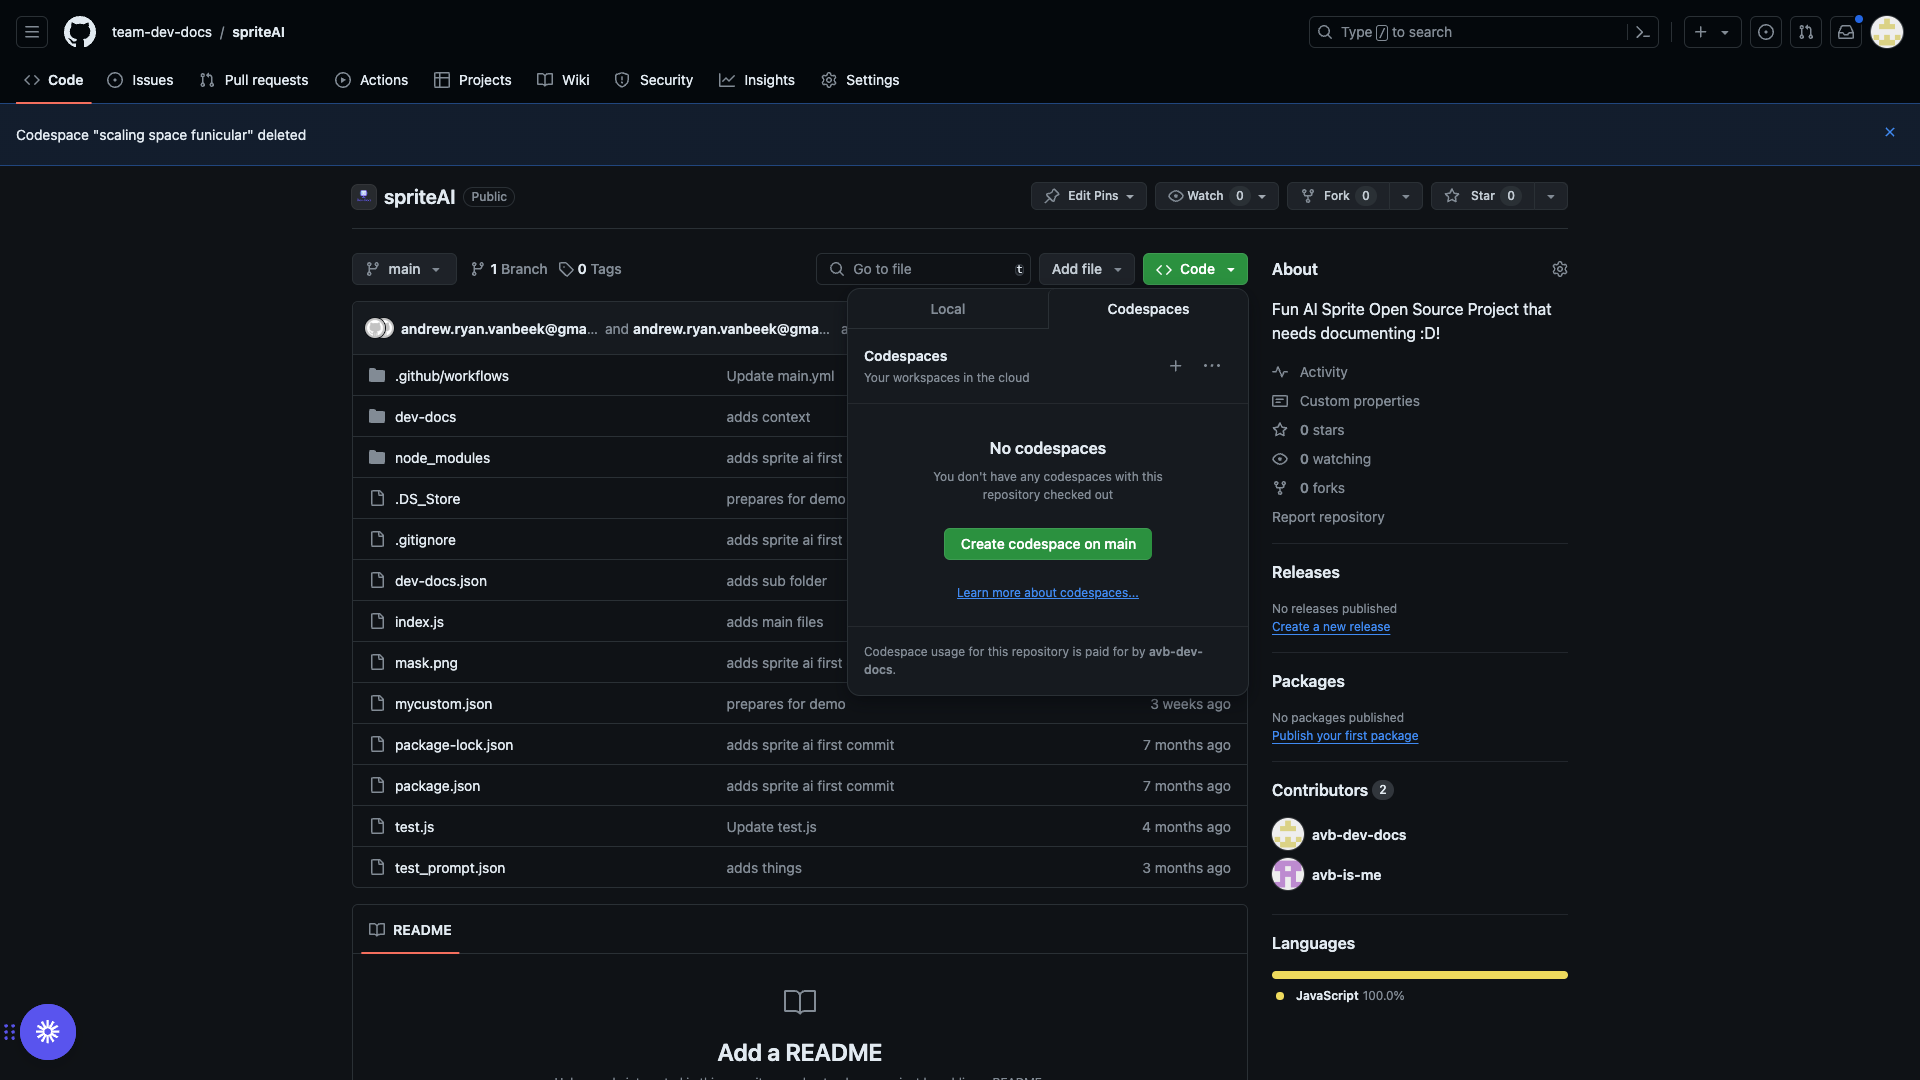 team-dev-docs / spriteAI
Type / to search
Code
Issues
Pull requests
Actions
Projects
Wiki
Security
Insights
Settings
Codespace "scaling space funicular" deleted
spriteAI Public
Edit Pins
Watch 0
Fork 0
Star 0
main
1 Branch
0 Tags
Go to file t
Add file
Code
Local
Codespaces
Codespaces
Your workspaces in the cloud
No codespaces
You don't have any codespaces with this
repository checked out
Create codespace on main
Learn more about codespaces...
Codespace usage for this repository is paid for by avb-dev-
docs.
andrew.ryan.vanbeek@gma... and andrew.ryan.vanbeek@gma...
.github/workflows Update main.yml
dev-docs adds context
node_modules adds sprite ai first
.DS_Store prepares for demo
.gitignore adds sprite ai first
dev-docs.json adds sub folder
index.js adds main files
mask.png adds sprite ai first
mycustom.json prepares for demo 3 weeks ago
package-lock.json adds sprite ai first commit 7 months ago
package.json adds sprite ai first commit 7 months ago
test.js Update test.js 4 months ago
test_prompt.json adds things 3 months ago
README
Add a README
About
Fun AI Sprite Open Source Project that
needs documenting :D!
Activity
Custom properties
0 stars
0 watching
0 forks
Report repository
Releases
No releases published
Create a new release
Packages
No packages published
Publish your first package
Contributors 2
avb-dev-docs
avb-is-me
Languages
JavaScript 100.0%